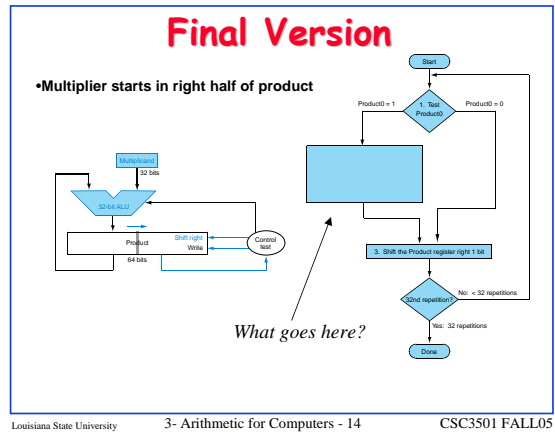 Final Version
•Multiplier starts in right half of product
Start
Product0 = 1
1. Test
Product0
Product0 = 0
Multiplicand
32 bits
32-bit ALU
Product
Shift right
Write
Control
test
64 bits
3. Shift the Product register right 1 bit
32nd repetition?
No: < 32 repetitions
What goes here?
Yes: 32 repetitions
Done
Louisiana State University
3- Arithmetic for Computers - 14
CSC3501 FALL05